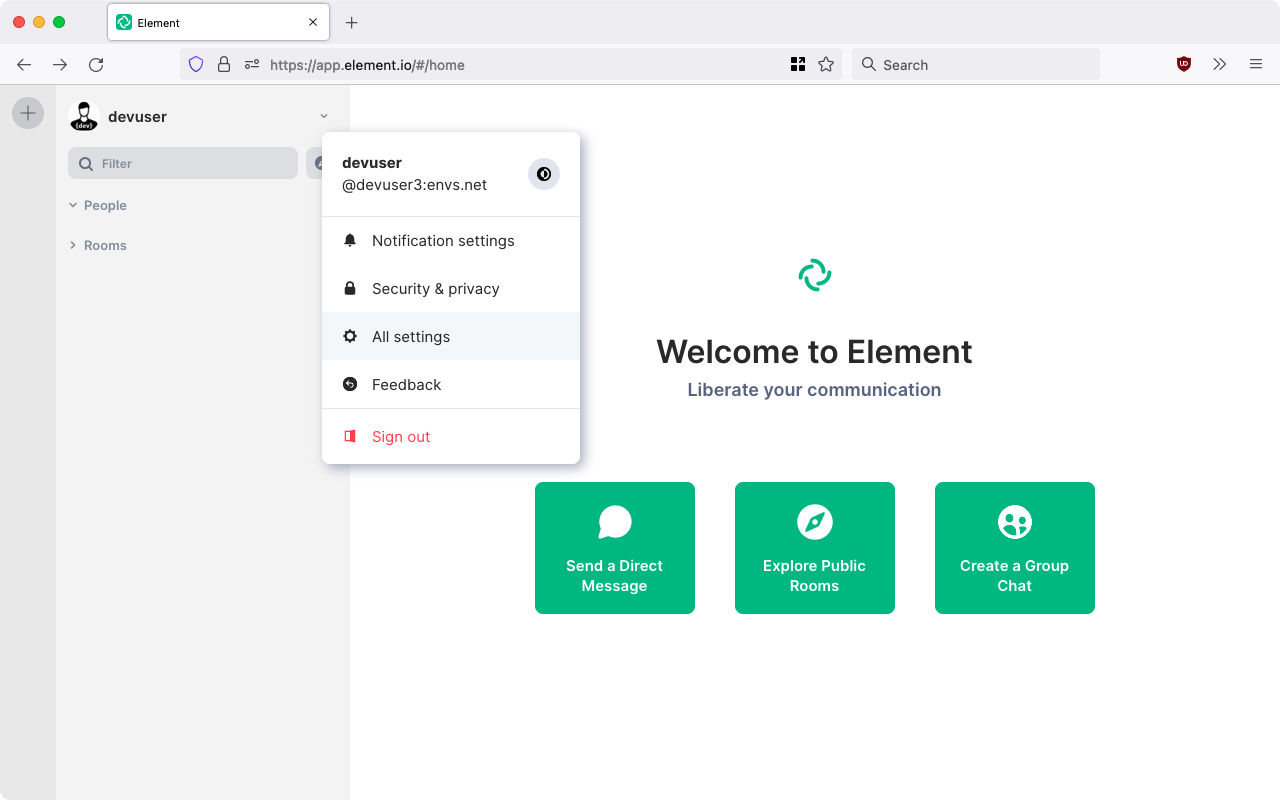 Element
https://app.element.io/#/home
Search
devuser
{dev}
Filter
People
Rooms
devuser
@devuser3:envs.net
Notification settings
Security & privacy
All settings
Feedback
Sign out
Welcome to Element
Liberate your communication
Send a Direct
Message
Explore Public
Rooms
Create a Group
Chat